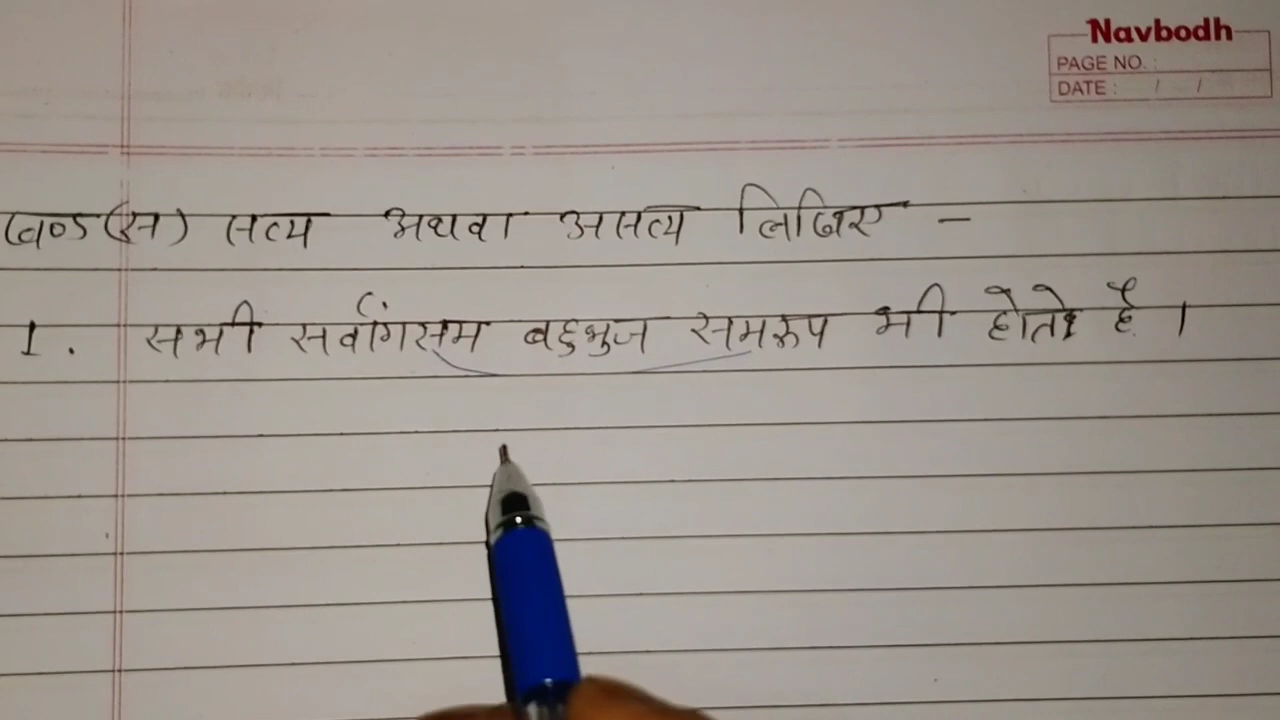 Navbodh
PAGE NO. :
DATE : / /
खण्ड (स) सत्य अथवा असत्य लिखिए -
1. सभी सर्वांगसम बहुभुज समरूप भी होते है ।